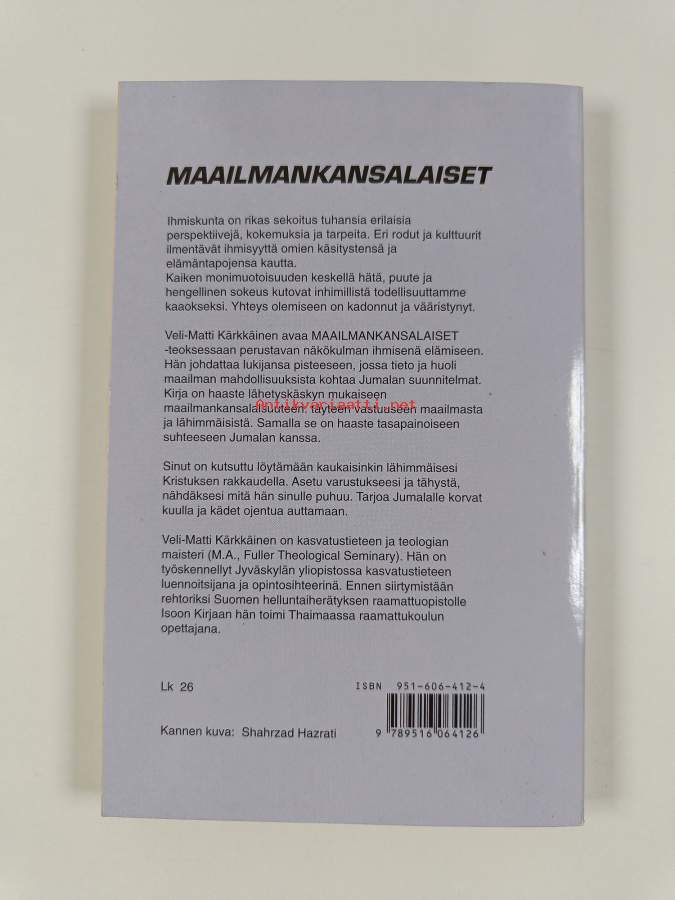 MAAILMANKANSALAISET
Ihmiskunta on rikas sekoitus tuhansia erilaisia
perspektiivejä, kokemuksia ja tarpeita. Eri rodut ja kulttuurit
ilmentävät ihmisyyttä omien käsitystensä ja
elämäntapojensa kautta.
Kaiken monimuotoisuuden keskellä hätä, puute ja
hengellinen sokeus kutovat inhimillistä todellisuuttamme
kaaokseksi. Yhteys olemiseen on kadonnut ja vääristynyt.
Veli-Matti Kärkkäinen avaa MAAILMANKANSALAISET
-teoksessaan perustavan näkökulman ihmisenä elämiseen.
Hän johdattaa lukijansa pisteeseen, jossa tieto ja huoli
maailman mahdollisuuksista kohtaa Jumalan suunnitelmat.
Kirja on haaste lähetyskäskyn mukaiseen
maailmankansalaisuuteen: täyteen vastuuseen maailmasta
Antikvariaatti.net
ja lähimmäisistä. Samalla se on haaste tasapainoiseen
suhteeseen Jumalan kanssa.
Sinut on kutsuttu löytämään kaukaisinkin lähimmäisesi
Kristuksen rakkaudella. Asetu varustukseesi ja tähystä,
nähdäksesi mitä hän sinulle puhuu. Tarjoa Jumalalle korvat
kuulla ja kädet ojentua auttamaan.
Veli-Matti Kärkkäinen on kasvatustieteen ja teologian
maisteri (M.A., Fuller Theological Seminary). Hän on
työskennellyt Jyväskylän yliopistossa kasvatustieteen
luennoitsijana ja opintosihteerinä. Ennen siirtymistään
rehtoriksi Suomen helluntaiherätyksen raamattuopistolle
Isoon Kirjaan hän toimi Thaimaassa raamattukoulun
opettajana.
Lk 26
ISBN 951-606-412-4
Kannen kuva: Shahrzad Hazrati
9 789516 064126